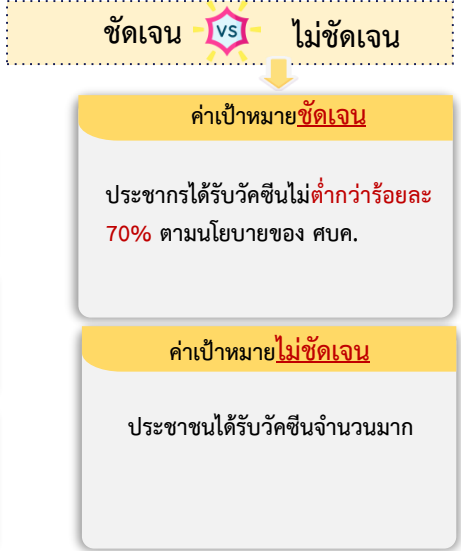 ชัดเจน VS ไม่ชัดเจน
ค่าเป้าหมายชัดเจน
ประชากรได้รับวัคซีนไม่ต่ำกว่าร้อยละ
70% ตามนโยบายของ ศบค.
ค่าเป้าหมายไม่ชัดเจน
ประชาชนได้รับวัคซีนจำนวนมาก